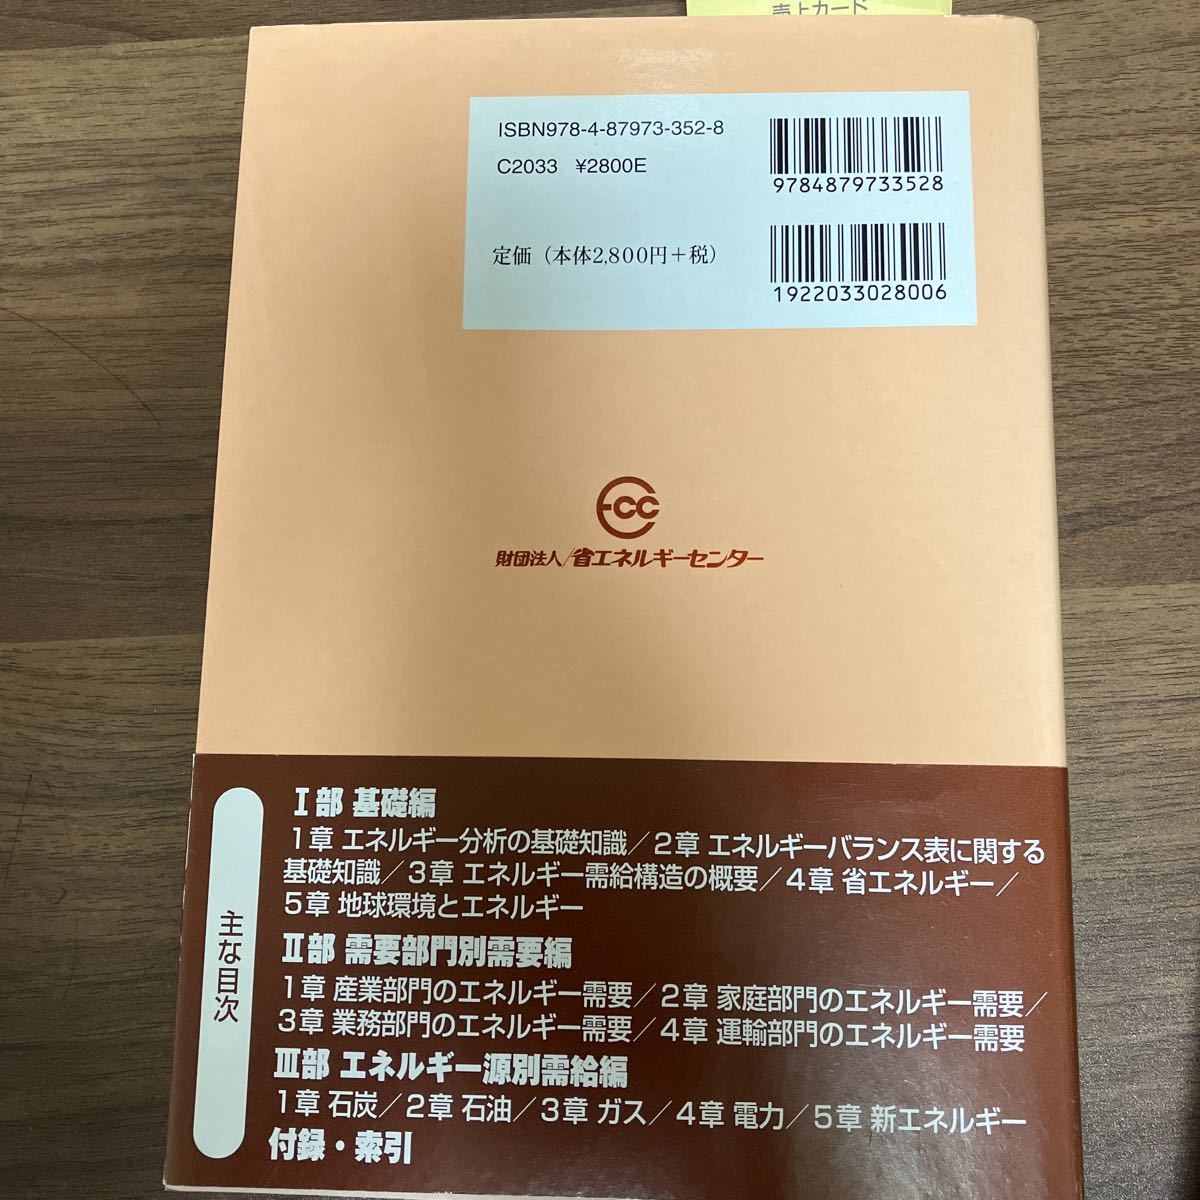 売上カード
ISBN978-4-87973-352-8
C2033 ¥2800E
定価（本体2,800円＋税）
9784879733528
1922033028006
ECC
財団法人/省エネルギーセンター
主な目次
Ⅰ部 基礎編
1章 エネルギー分析の基礎知識／2章 エネルギーバランス表に関する
基礎知識／3章 エネルギー需給構造の概要／4章 省エネルギー／
5章 地球環境とエネルギー
Ⅱ部 需要部門別需要編
1章 産業部門のエネルギー需要／2章 家庭部門のエネルギー需要／
3章 業務部門のエネルギー需要／4章 運輸部門のエネルギー需要
Ⅲ部 エネルギー源別需給編
1章 石炭／2章 石油／3章 ガス／4章 電力／5章 新エネルギー
付録・索引